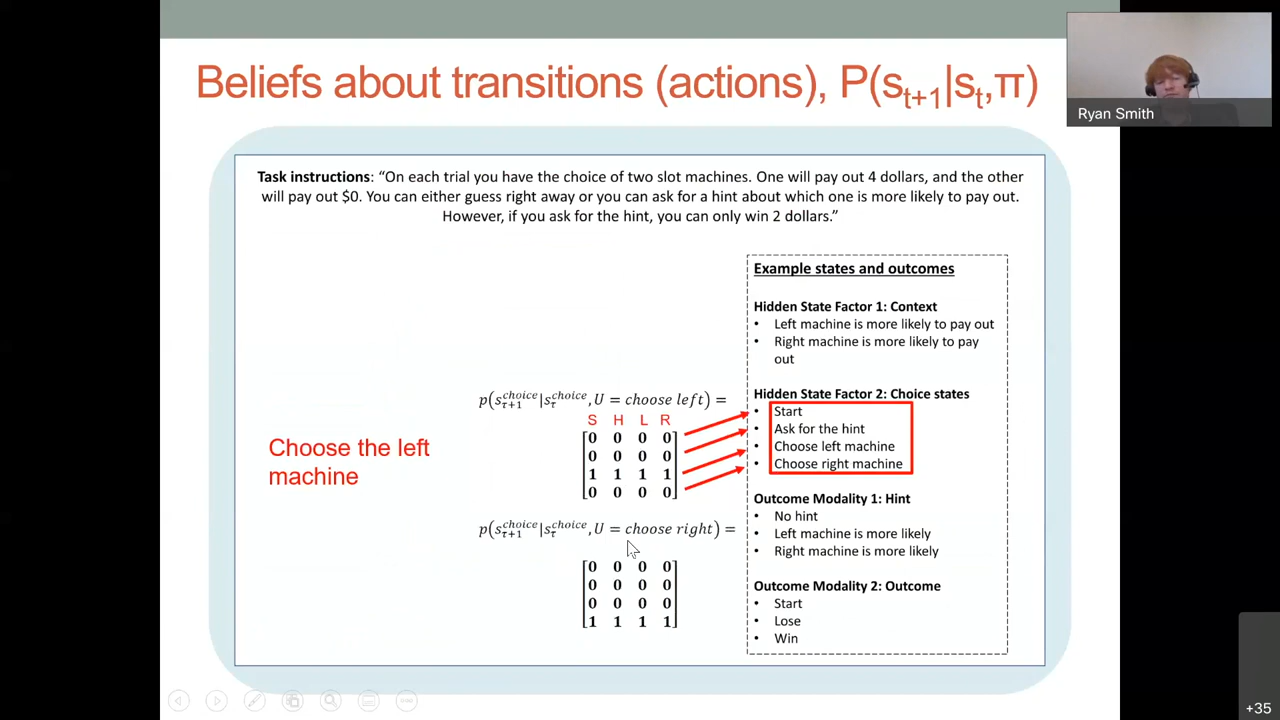 Beliefs about transitions (actions), P(sₜ₊₁|sₜ,π)
Ryan Smith
Task instructions: “On each trial you have the choice of two slot machines. One will pay out 4 dollars, and the other
will pay out $0. You can either guess right away or you can ask for a hint about which one is more likely to pay out.
However, if you ask for the hint, you can only win 2 dollars.”
Example states and outcomes
Hidden State Factor 1: Context
• Left machine is more likely to pay out
• Right machine is more likely to pay
out
Hidden State Factor 2: Choice states
• Start
• Ask for the hint
• Choose left machine
• Choose right machine
Outcome Modality 1: Hint
• No hint
• Left machine is more likely
• Right machine is more likely
Outcome Modality 2: Outcome
• Start
• Lose
• Win
Choose the left
machine
p(s_{τ+1}^{choice}|s_τ^{choice}, U = choose left) =
S H L R
0 0 0 0
0 0 0 0
1 1 1 1
0 0 0 0
p(s_{τ+1}^{choice}|s_τ^{choice}, U = choose right) =
0 0 0 0
0 0 0 0
0 0 0 0
1 1 1 1
+35